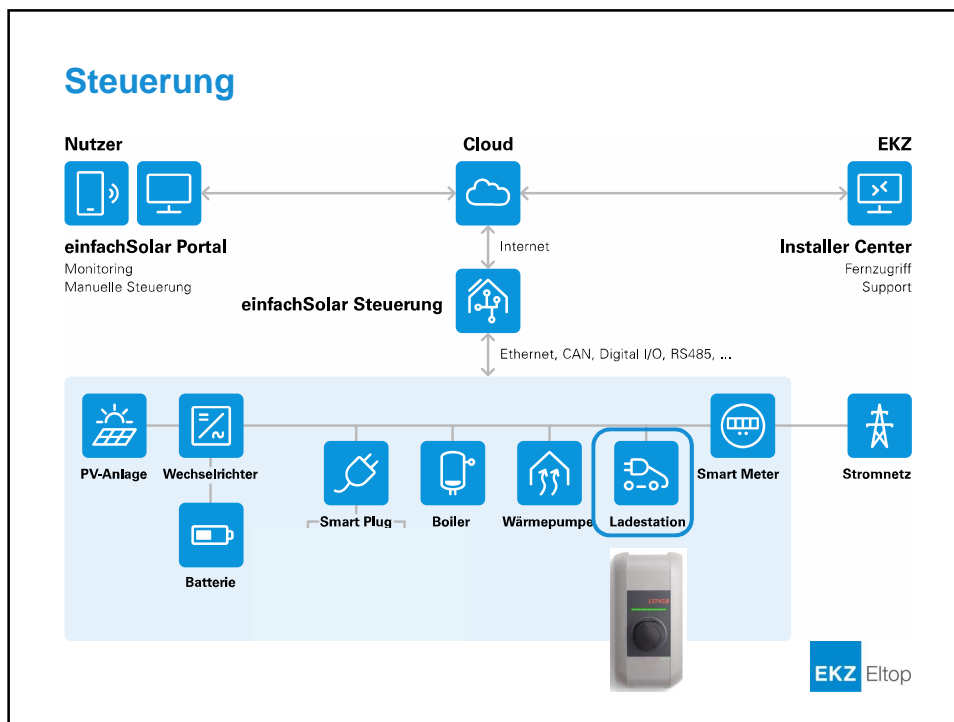 Steuerung
Nutzer
Cloud
EKZ
einfachSolar Portal
Monitoring
Manuelle Steuerung
Internet
Installer Center
Fernzugriff
Support
einfachSolar Steuerung
Ethernet, CAN, Digital I/O, RS485, ...
PV-Anlage
Wechselrichter
Smart Meter
Stromnetz
Smart Plug
Boiler
Wärmepumpe
Ladestation
Batterie
EKZ Eltop